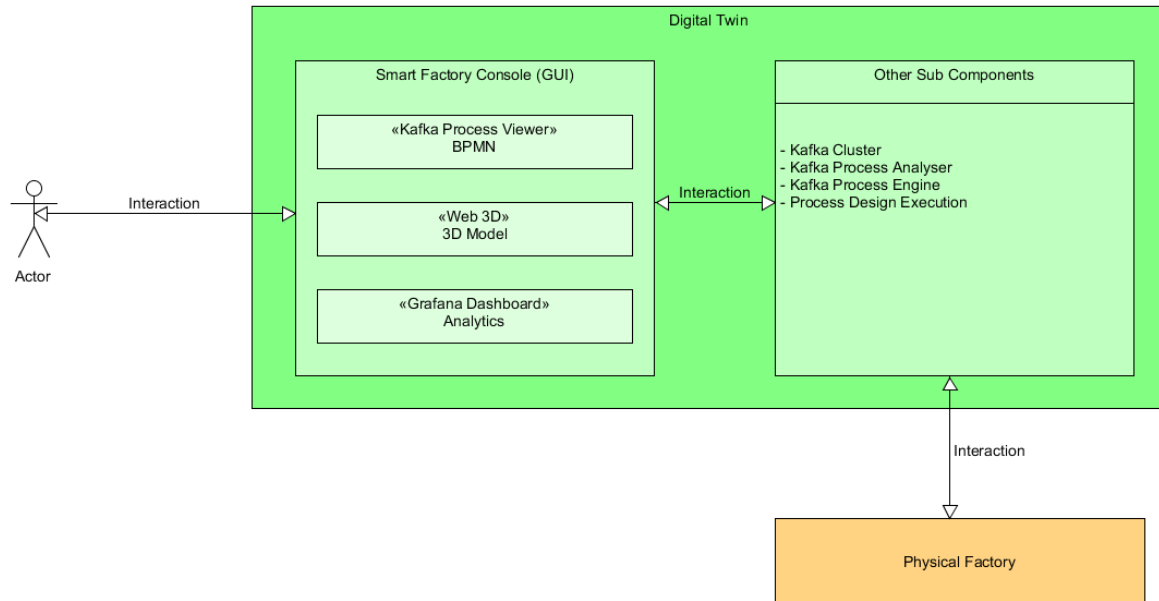 Digital Twin
Smart Factory Console (GUI)
«Kafka Process Viewer»
BPMN
«Web 3D»
3D Model
«Grafana Dashboard»
Analytics
Other Sub Components
- Kafka Cluster
- Kafka Process Analyser
- Kafka Process Engine
- Process Design Execution
Interaction
Interaction
Actor
Interaction
Physical Factory